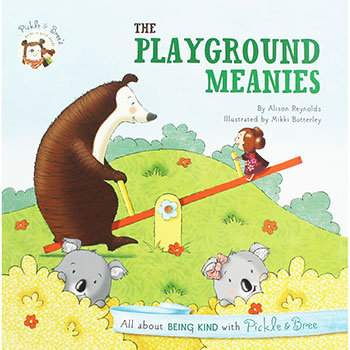 Pickle & Bree's
THE
PLAYGROUND
MEANIES
By Alison Reynolds
Illustrated by Mikki Butterley
All about BEING KIND with Pickle & Bree